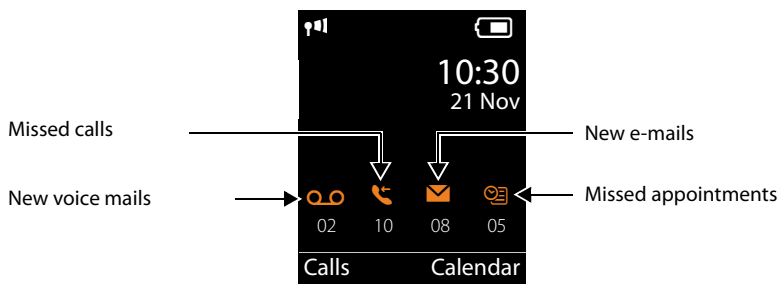 10:30
21 Nov
Missed calls
New e-mails
New voice mails
Missed appointments
02 10 08 05
Calls Calendar